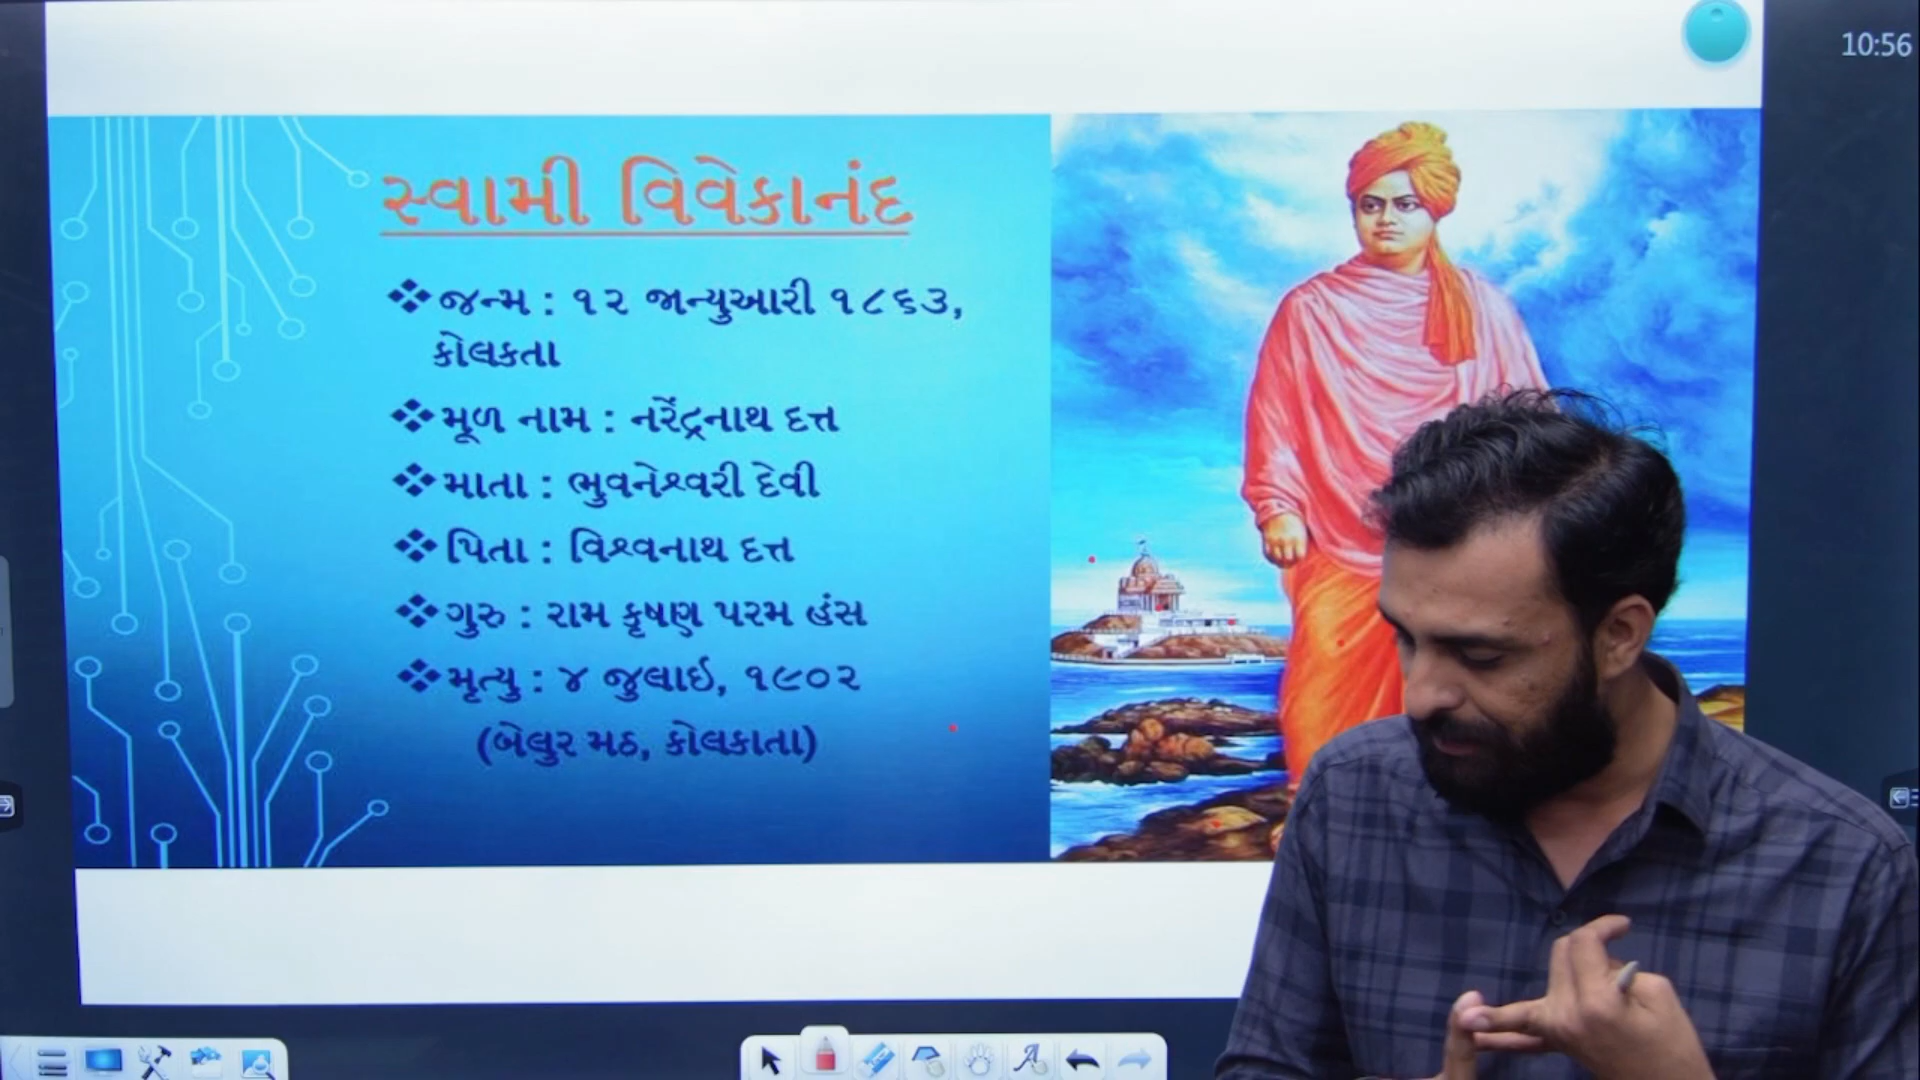 10:56
સ્વામી વિવેકાનંદ
❖જન્મ : ૧૨ જાન્યુઆરી ૧૮૬૩,
કોલકતા
❖મૂળ નામ : નરેંદ્રનાથ દત્ત
❖માતા : ભુવનેશ્વરી દેવી
❖પિતા : વિશ્વનાથ દત્ત
❖ગુરુ : રામ કૃષણ પરમ હંસ
❖મૃત્યુ : ૪ જુલાઇ, ૧૯૦૨
(બેલુર મઠ, કોલકાતા)